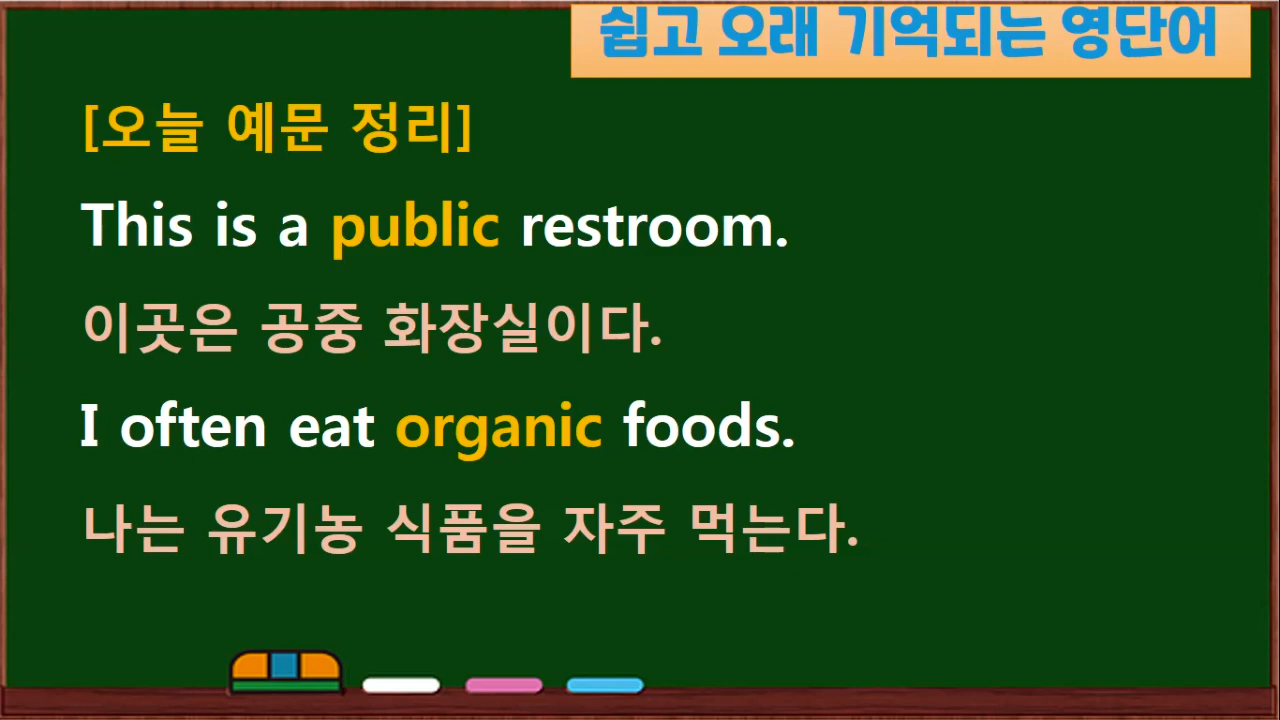 쉽고 오래 기억되는 영단어
[오늘 예문 정리]
This is a public restroom.
이곳은 공중 화장실이다.
I often eat organic foods.
나는 유기농 식품을 자주 먹는다.